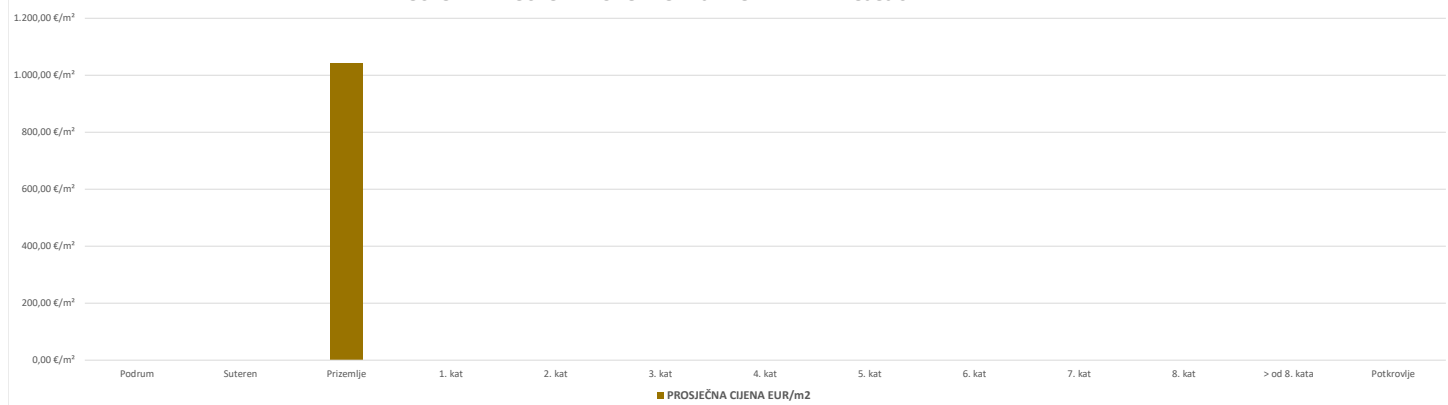 1.200,00 €/m²
1.000,00 €/m²
800,00 €/m²
600,00 €/m²
400,00 €/m²
200,00 €/m²
0,00 €/m²
Podrum Suteren Prizemlje 1. kat 2. kat 3. kat 4. kat 5. kat 6. kat 7. kat 8. kat > od 8. kata Potkrovlje
PROSJEČNA CIJENA EUR/m2